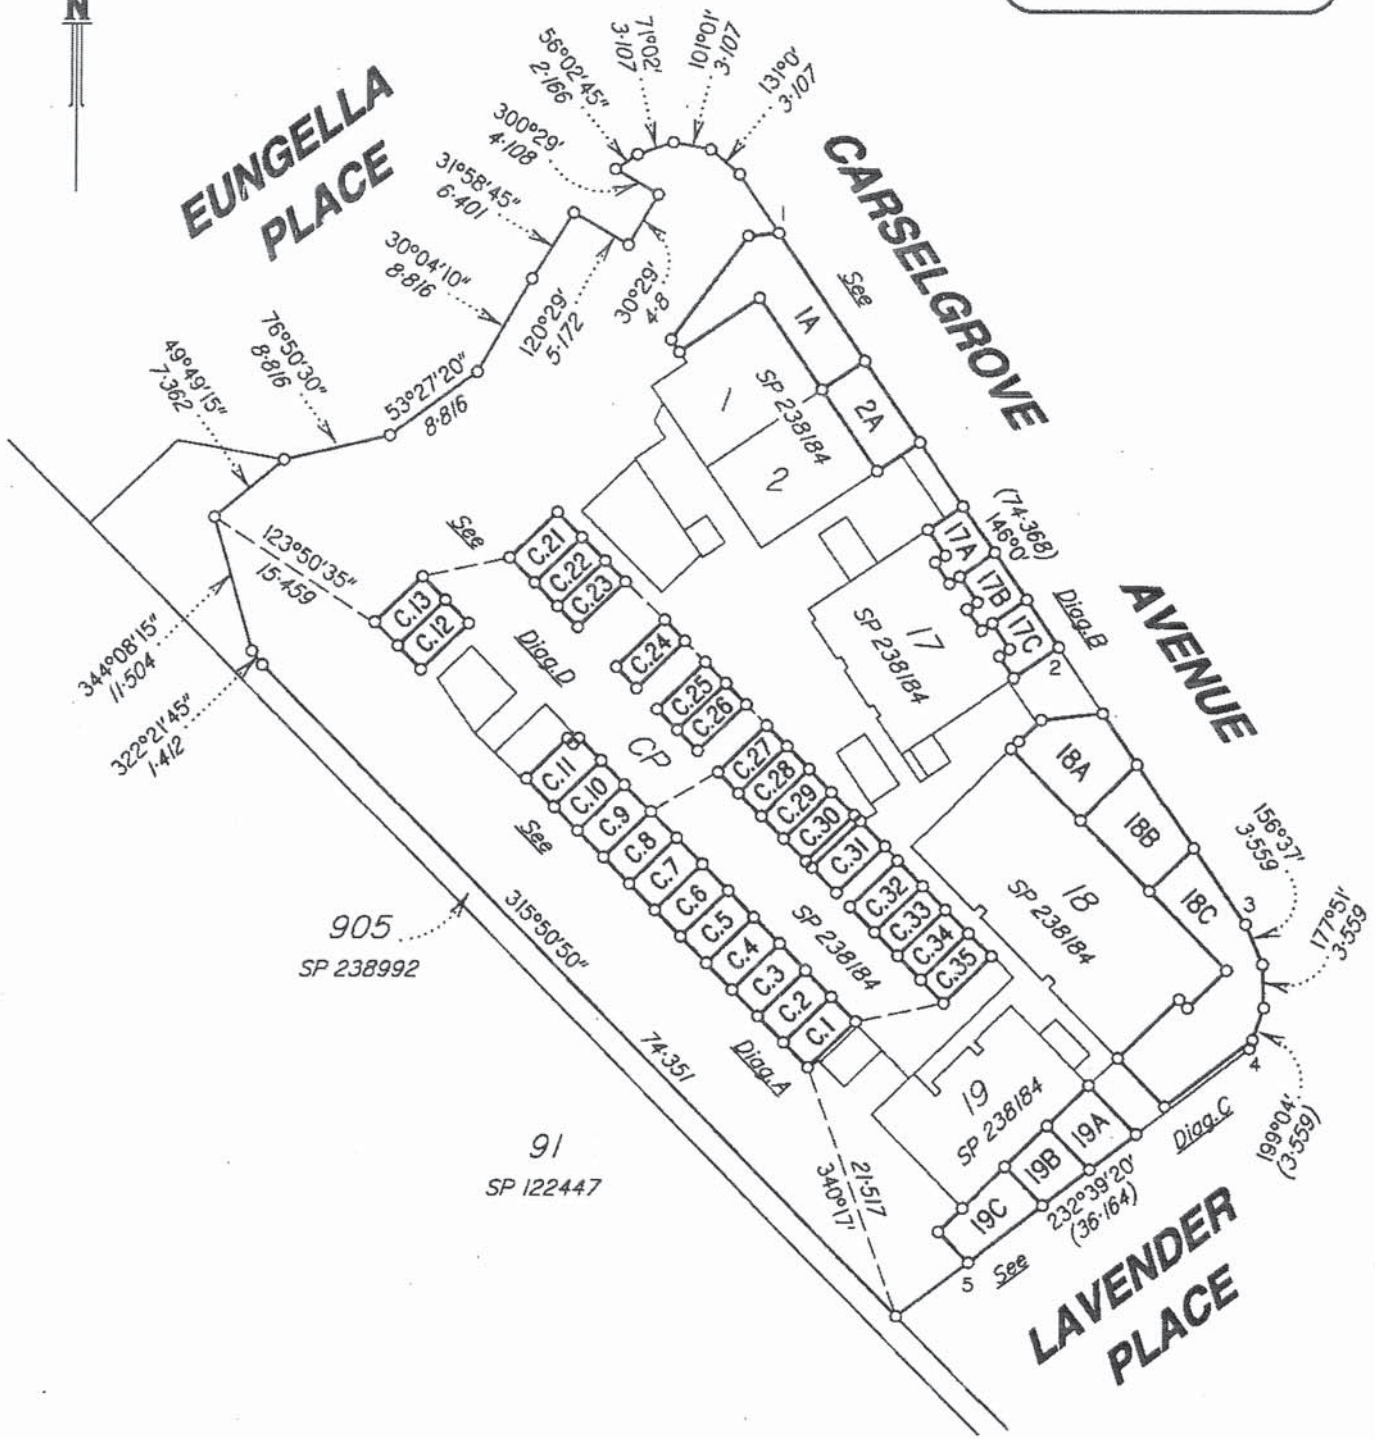 N
EUNGELLA
PLACE
CARSELGROVE
AVENUE
LAVENDER
PLACE
56°02'45"
2·166
71°02'
3·107
101°01'
3·107
131°0'
3·107
300°29'
4·108
31°58'45"
6·401
30°04'10"
8·816
120°29'
5·172
30°29'
4·8
76°50'30"
8·816
49°49'15"
7·362
53°27'20"
8·816
123°50'35"
15·459
344°08'15"
11·504
322°21'45"
1·412
1
See
1A
1
SP 238184
2A
2
(74·368)
146°0'
17A
17B
17C
Diag.B
2
17
SP 238184
See
C.21
C.22
C.23
C.13
C.12
Diag.D
C.24
C.25
C.26
CP
C.27
C.28
C.29
C.30
C.31
C.32
C.33
C.34
C.35
C.11
C.10
C.9
C.8
C.7
C.6
C.5
C.4
C.3
C.2
C.1
See
Diag.A
SP 238184
18A
18B
18C
18
SP 238184
156°37'
3·559
3
177°51'
3·559
4
199°04'
(3·559)
905
SP 238992
315°50'50"
74·351
91
SP 122447
21·517
340°17'
19
SP 238184
19A
19B
19C
Diag.C
232°39'20"
(36·164)
5
See